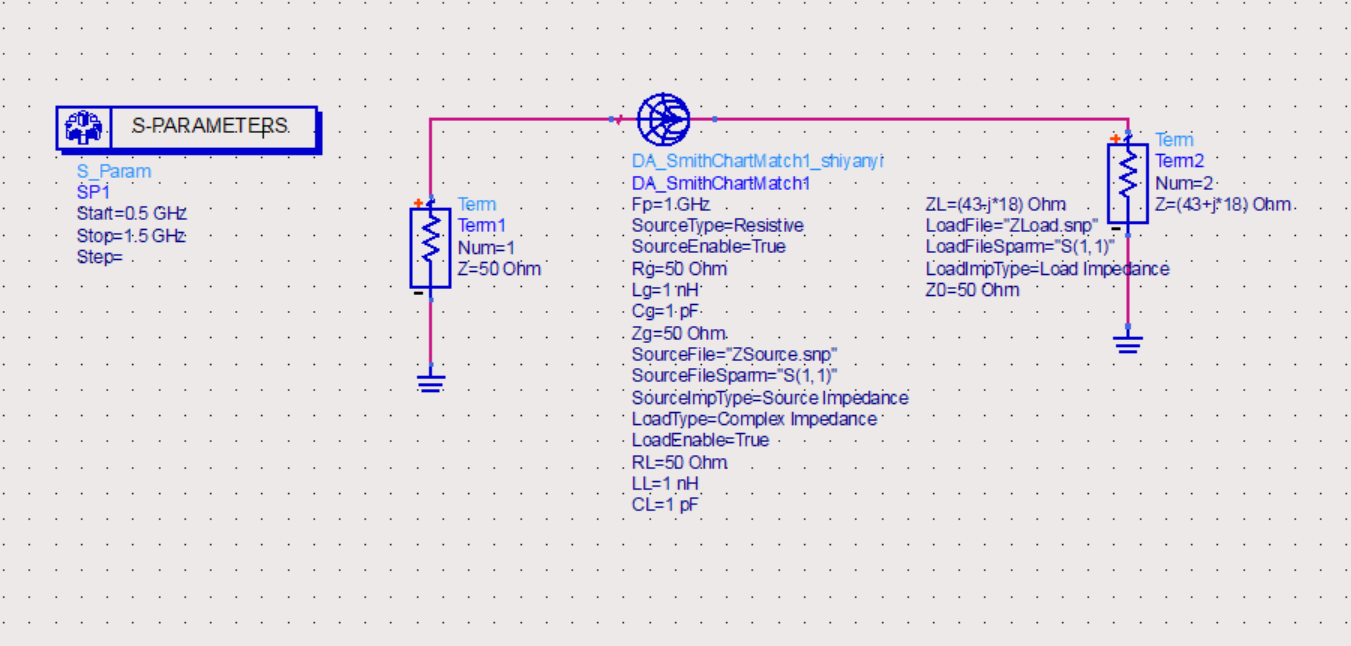 S-PARAMETERS
S_Param
SP1
Start=0.5 GHz
Stop=1.5 GHz
Step=
+
Term
Term1
Num=1
Z=50 Ohm
-
DA_SmithChartMatch1_shiyanyi
DA_SmithChartMatch1
Fp=1 GHz
SourceType=Resistive
SourceEnable=True
Rg=50 Ohm
Lg=1 nH
Cg=1 pF
Zg=50 Ohm
SourceFile="ZSource.snp"
SourceFileSparm="S(1,1)"
SourceImpType=Source Impedance
LoadType=Complex Impedance
LoadEnable=True
RL=50 Ohm
LL=1 nH
CL=1 pF
ZL=(43-j*18) Ohm
LoadFile="ZLoad.snp"
LoadFileSparm="S(1,1)"
LoadImpType=Load Impedance
Z0=50 Ohm
+
Term
Term2
Num=2
Z=(43+j*18) Ohm
-